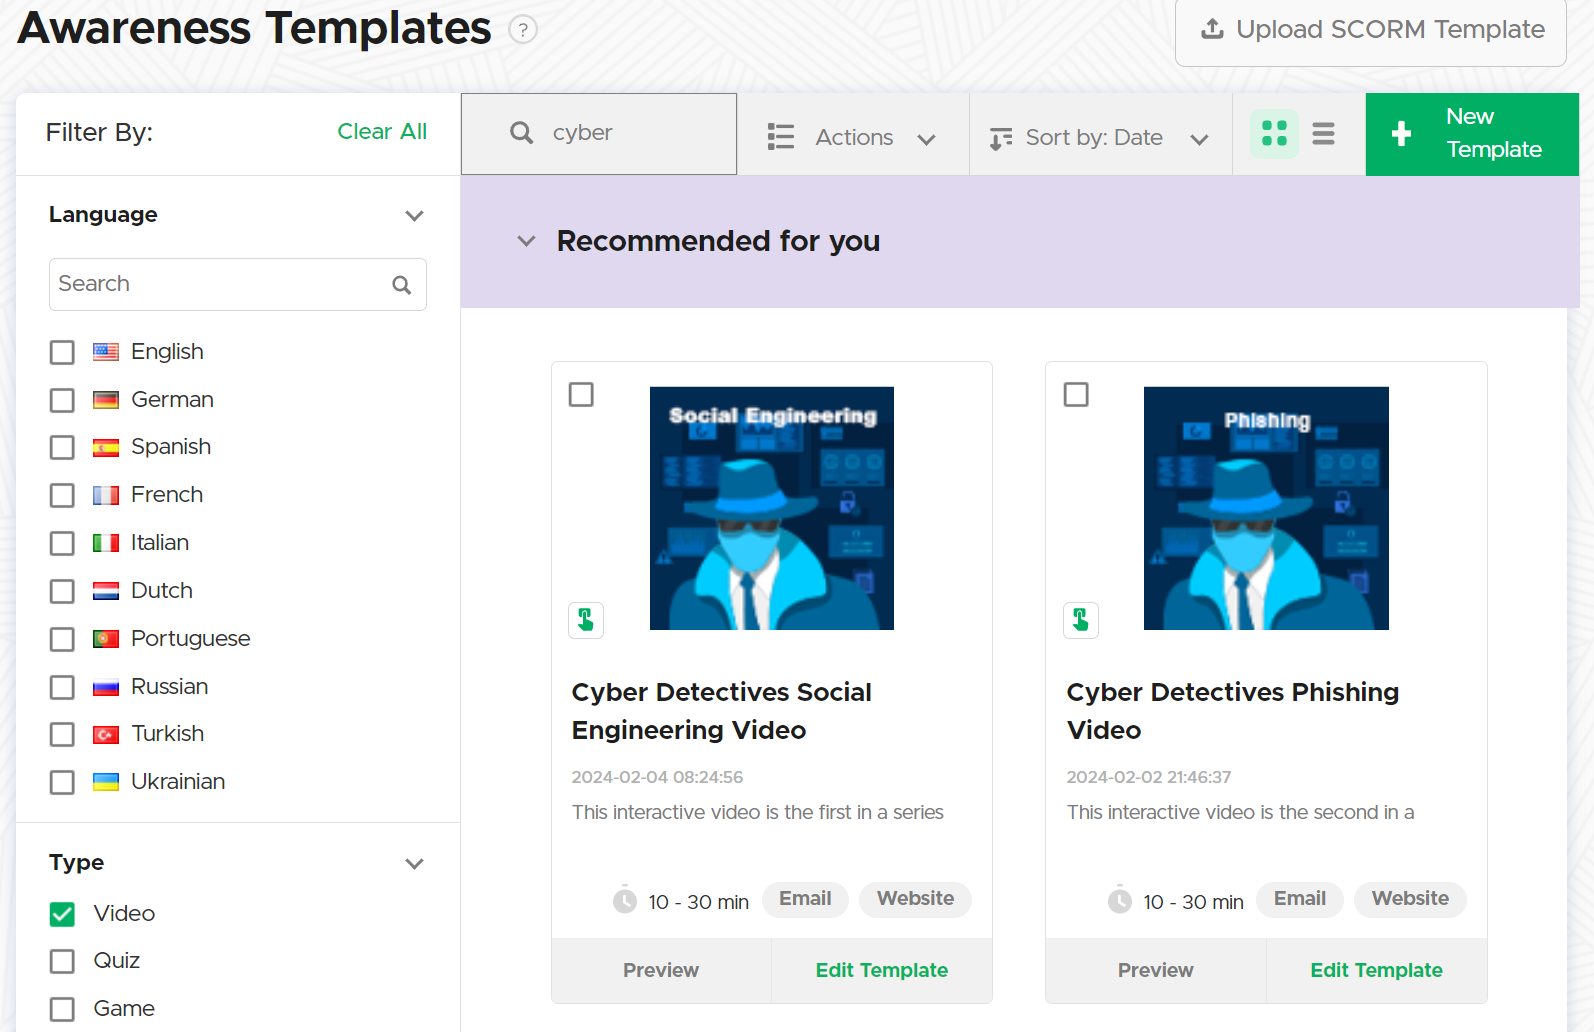 Awareness Templates ?
Upload SCORM Template
Filter By:
Clear All
cyber
Actions
Sort by: Date
New
Template
Language
Search
English
German
Spanish
French
Italian
Dutch
Portuguese
Russian
Turkish
Ukrainian
Type
Video
Quiz
Game
Recommended for you
Social Engineering
Cyber Detectives Social
Engineering Video
2024-02-04 08:24:56
This interactive video is the first in a series
10 - 30 min Email Website
Preview Edit Template
Phishing
Cyber Detectives Phishing
Video
2024-02-02 21:46:37
This interactive video is the second in a
10 - 30 min Email Website
Preview Edit Template